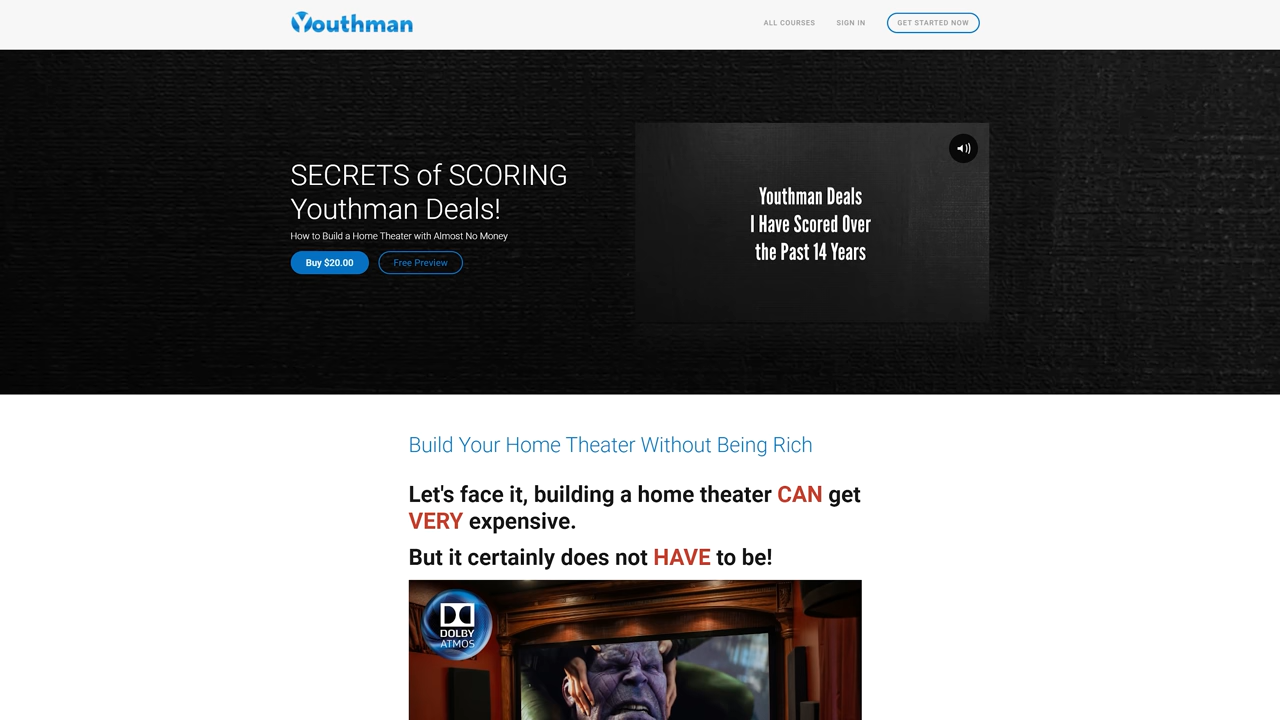 Youthman
ALL COURSES
SIGN IN
GET STARTED NOW
SECRETS of SCORING
Youthman Deals!
How to Build a Home Theater with Almost No Money
Buy $20.00
Free Preview
Youthman Deals
I Have Scored Over
the Past 14 Years
Build Your Home Theater Without Being Rich
Let's face it, building a home theater CAN get
VERY expensive.
But it certainly does not HAVE to be!
DOLBY
ATMOS